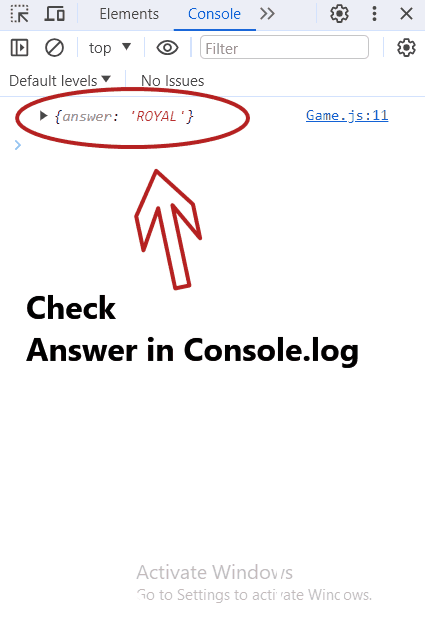 Elements Console
top Filter
Default levels No Issues
{answer: 'ROYAL'} Game.js:11
Check
Answer in Console.log
Activate Windows
Go to Settings to activate Windows.